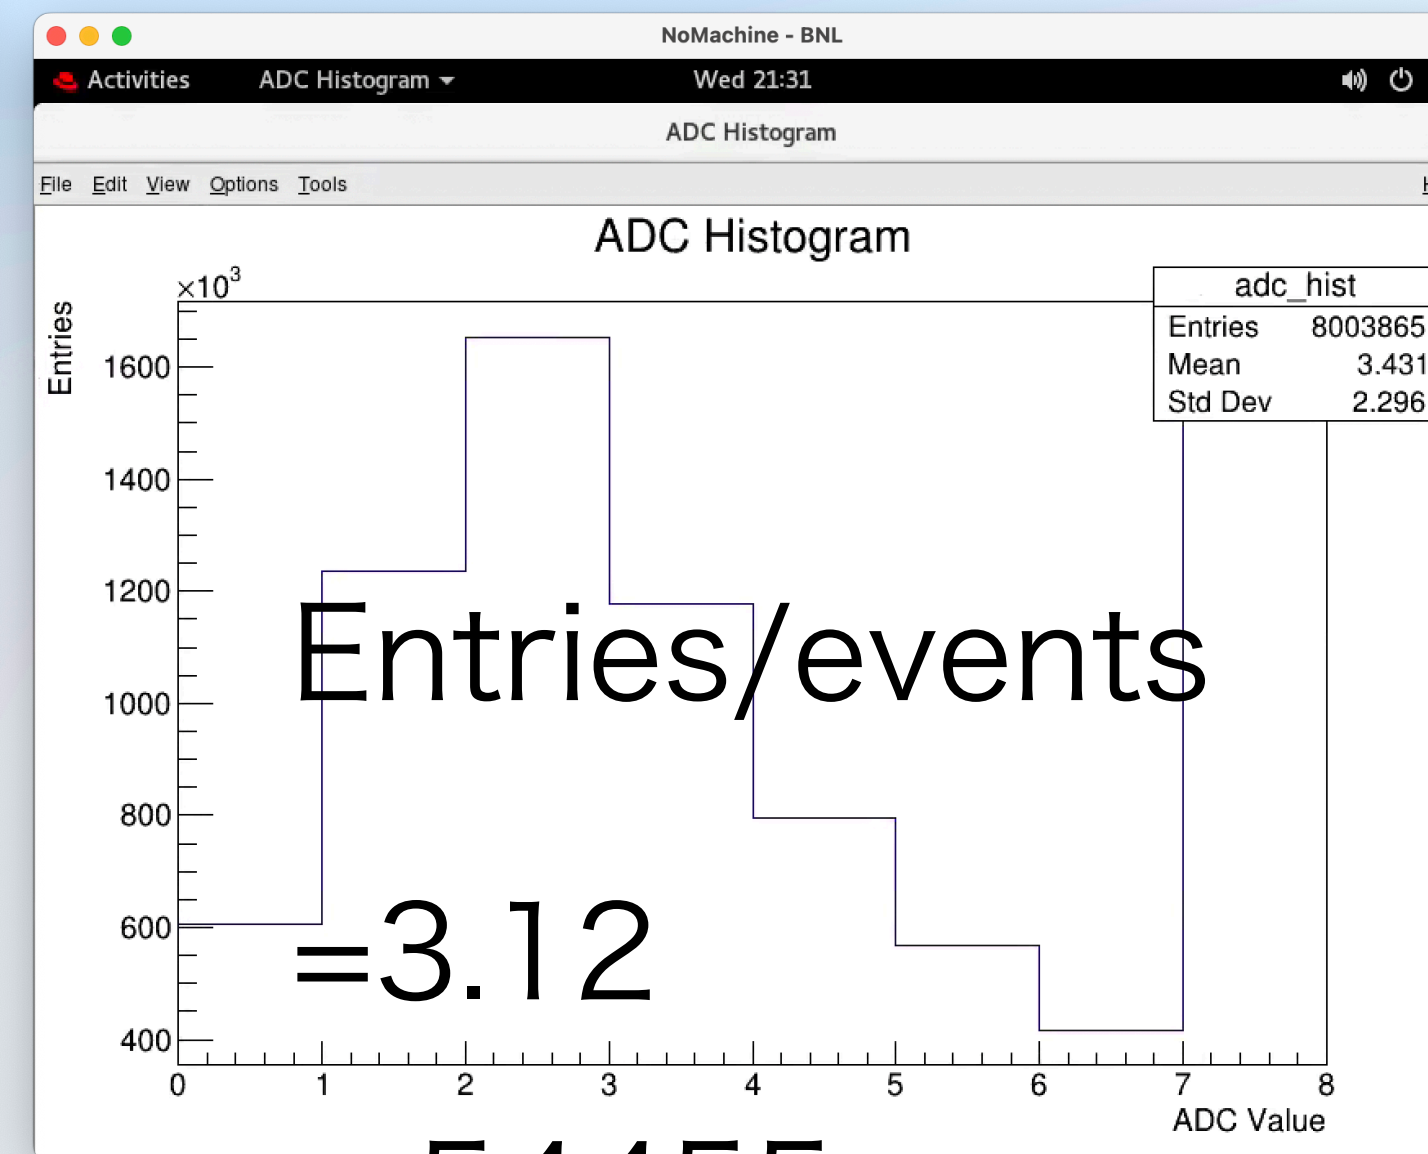 NoMachine - BNL
Activities
ADC Histogram
Wed 21:31
ADC Histogram
File Edit View Options Tools
ADC Histogram
×10³
Entries
adc_hist
Entries 8003865
Mean 3.431
Std Dev 2.296
1600
1400
1200
1000
800
600
400
Entries/events
=3.12
0 1 2 3 4 5 6 7 8
ADC Value